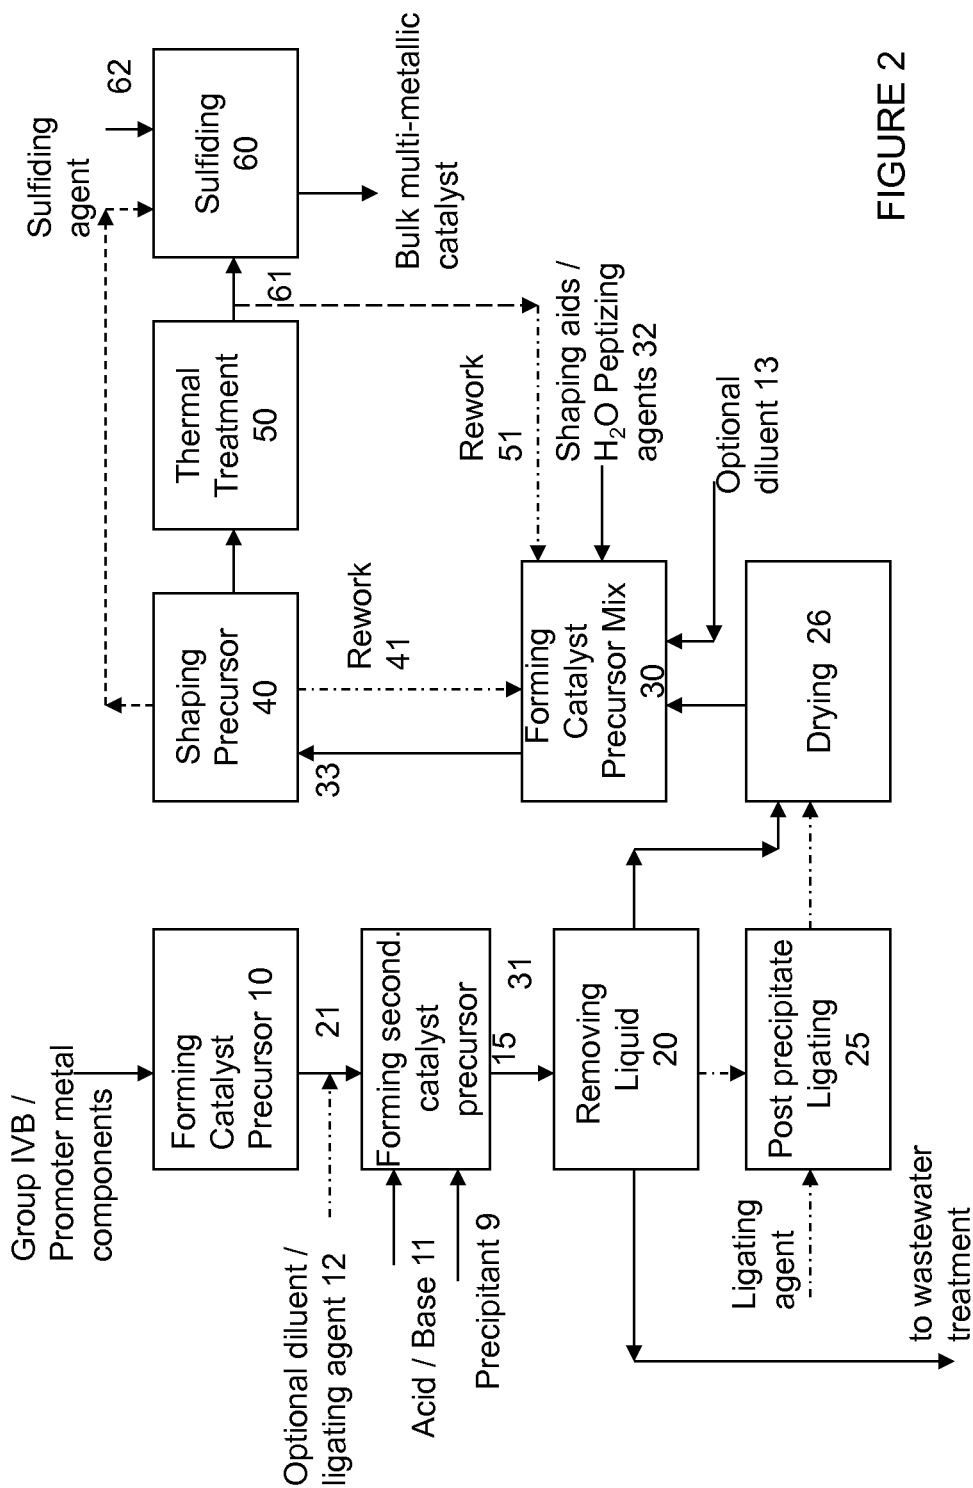 Group IVB /
Promoter metal
components
Forming
Catalyst
Precursor 10
21
Optional diluent /
ligating agent 12
Forming second.
catalyst
precursor
15
31
Acid / Base 11
Precipitant 9
Removing
Liquid
20
to wastewater
treatment
Post precipitate
Ligating
25
Ligating
agent
Drying 26
Forming
Catalyst
Precursor Mix
30
Optional
diluent 13
Shaping aids /
H₂O Peptizing
agents 32
33
Shaping
Precursor
40
Rework
41
Thermal
Treatment
50
Rework
51
61
Sulfiding
agent
62
Sulfiding
60
Bulk multi-metallic
catalyst
FIGURE 2